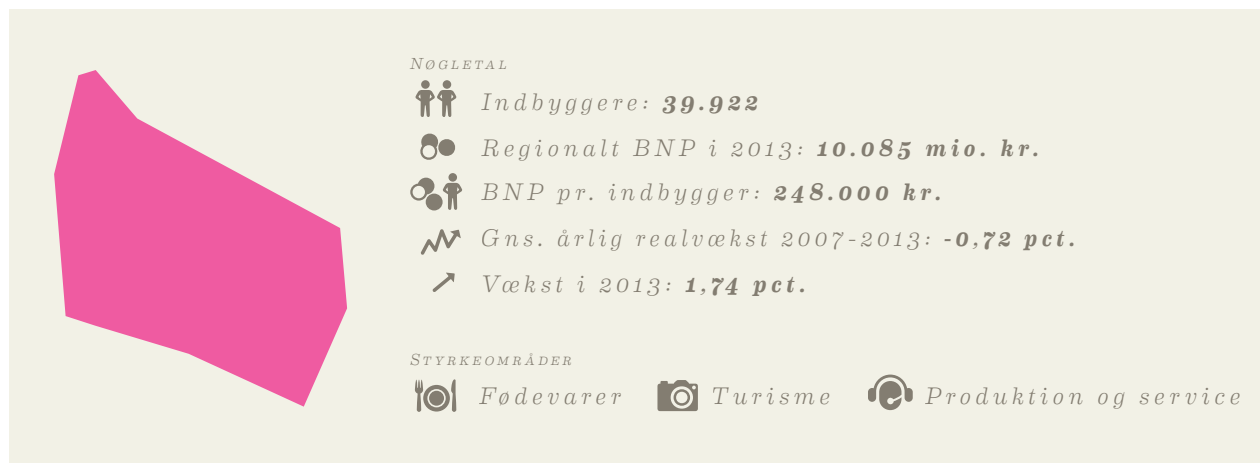 Nøgletal
Indbyggere: 39.922
Regionalt BNP i 2013: 10.085 mio. kr.
BNP pr. indbygger: 248.000 kr.
Gns. årlig realvækst 2007-2013: -0,72 pct.
Vækst i 2013: 1,74 pct.
Styrkeområder
Fødevarer Turisme Produktion og service